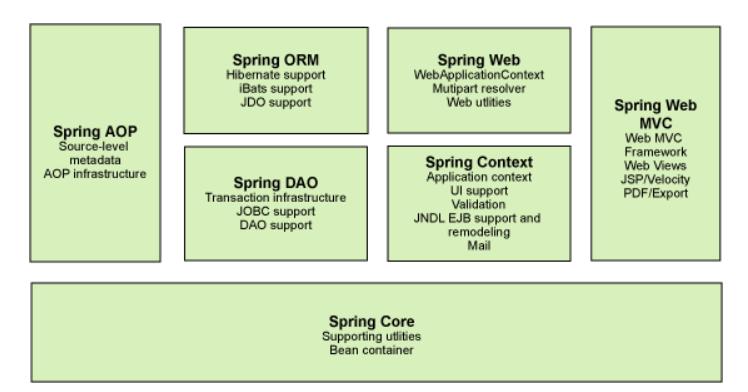 Spring AOP
Source-level
metadata
AOP infrastructure
Spring ORM
Hibernate support
iBats support
JDO support
Spring DAO
Transaction infrastructure
JOBC support
DAO support
Spring Web
WebApplicationContext
Mutipart resolver
Web utlities
Spring Context
Application context
UI support
Validation
JNDL EJB support and
remodeling
Mail
Spring Web
MVC
Web MVC
Framework
Web Views
JSP/Velocity
PDF/Export
Spring Core
Supporting utlities
Bean container